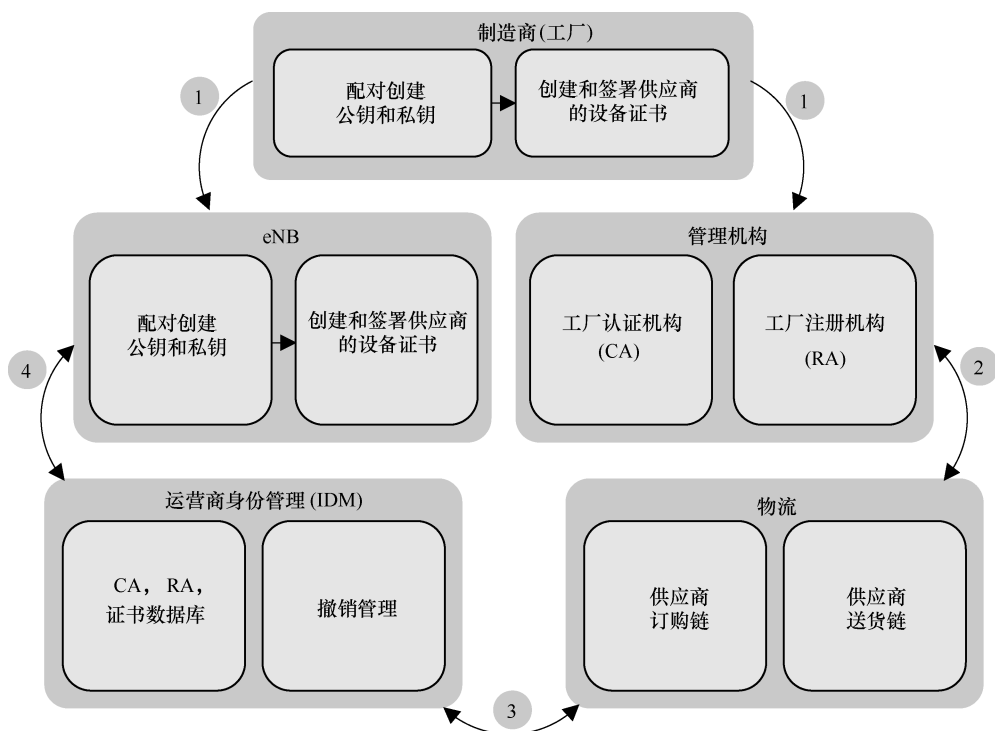 制造商(工厂)
配对创建
公钥和私钥
创建和签署供应商
的设备证书
1
1
eNB
配对创建
公钥和私钥
创建和签署供应商
的设备证书
管理机构
工厂认证机构
(CA)
工厂注册机构
(RA)
4
2
运营商身份管理(IDM)
CA, RA,
证书数据库
撤销管理
物流
供应商
订购链
供应商
送货链
3